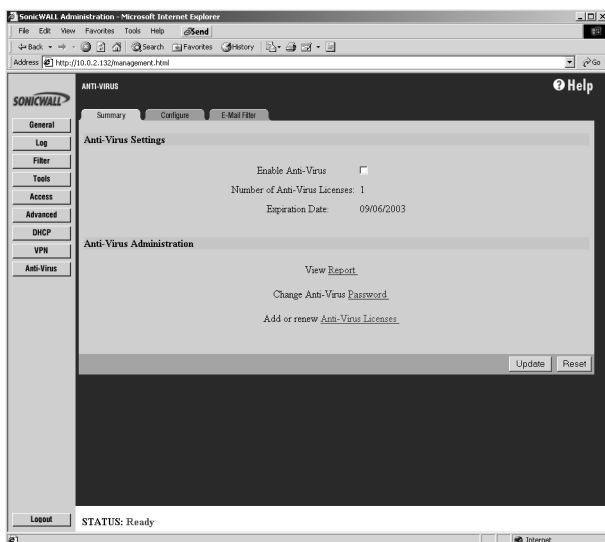 SonicWALL Administration - Microsoft Internet Explorer
File Edit View Favorites Tools Help Send
Back Search Favorites History
Address http://10.0.2.132/management.html Go
SONICWALL
ANTI-VIRUS
Help
Summary Configure E-Mail Filter
General
Log
Filter
Tools
Access
Advanced
DHCP
VPN
Anti-Virus
Anti-Virus Settings
Enable Anti-Virus
Number of Anti-Virus Licenses: 1
Expiration Date: 09/06/2003
Anti-Virus Administration
View Report
Change Anti-Virus Password
Add or renew Anti-Virus Licenses
Update Reset
Logout
STATUS: Ready
Internet